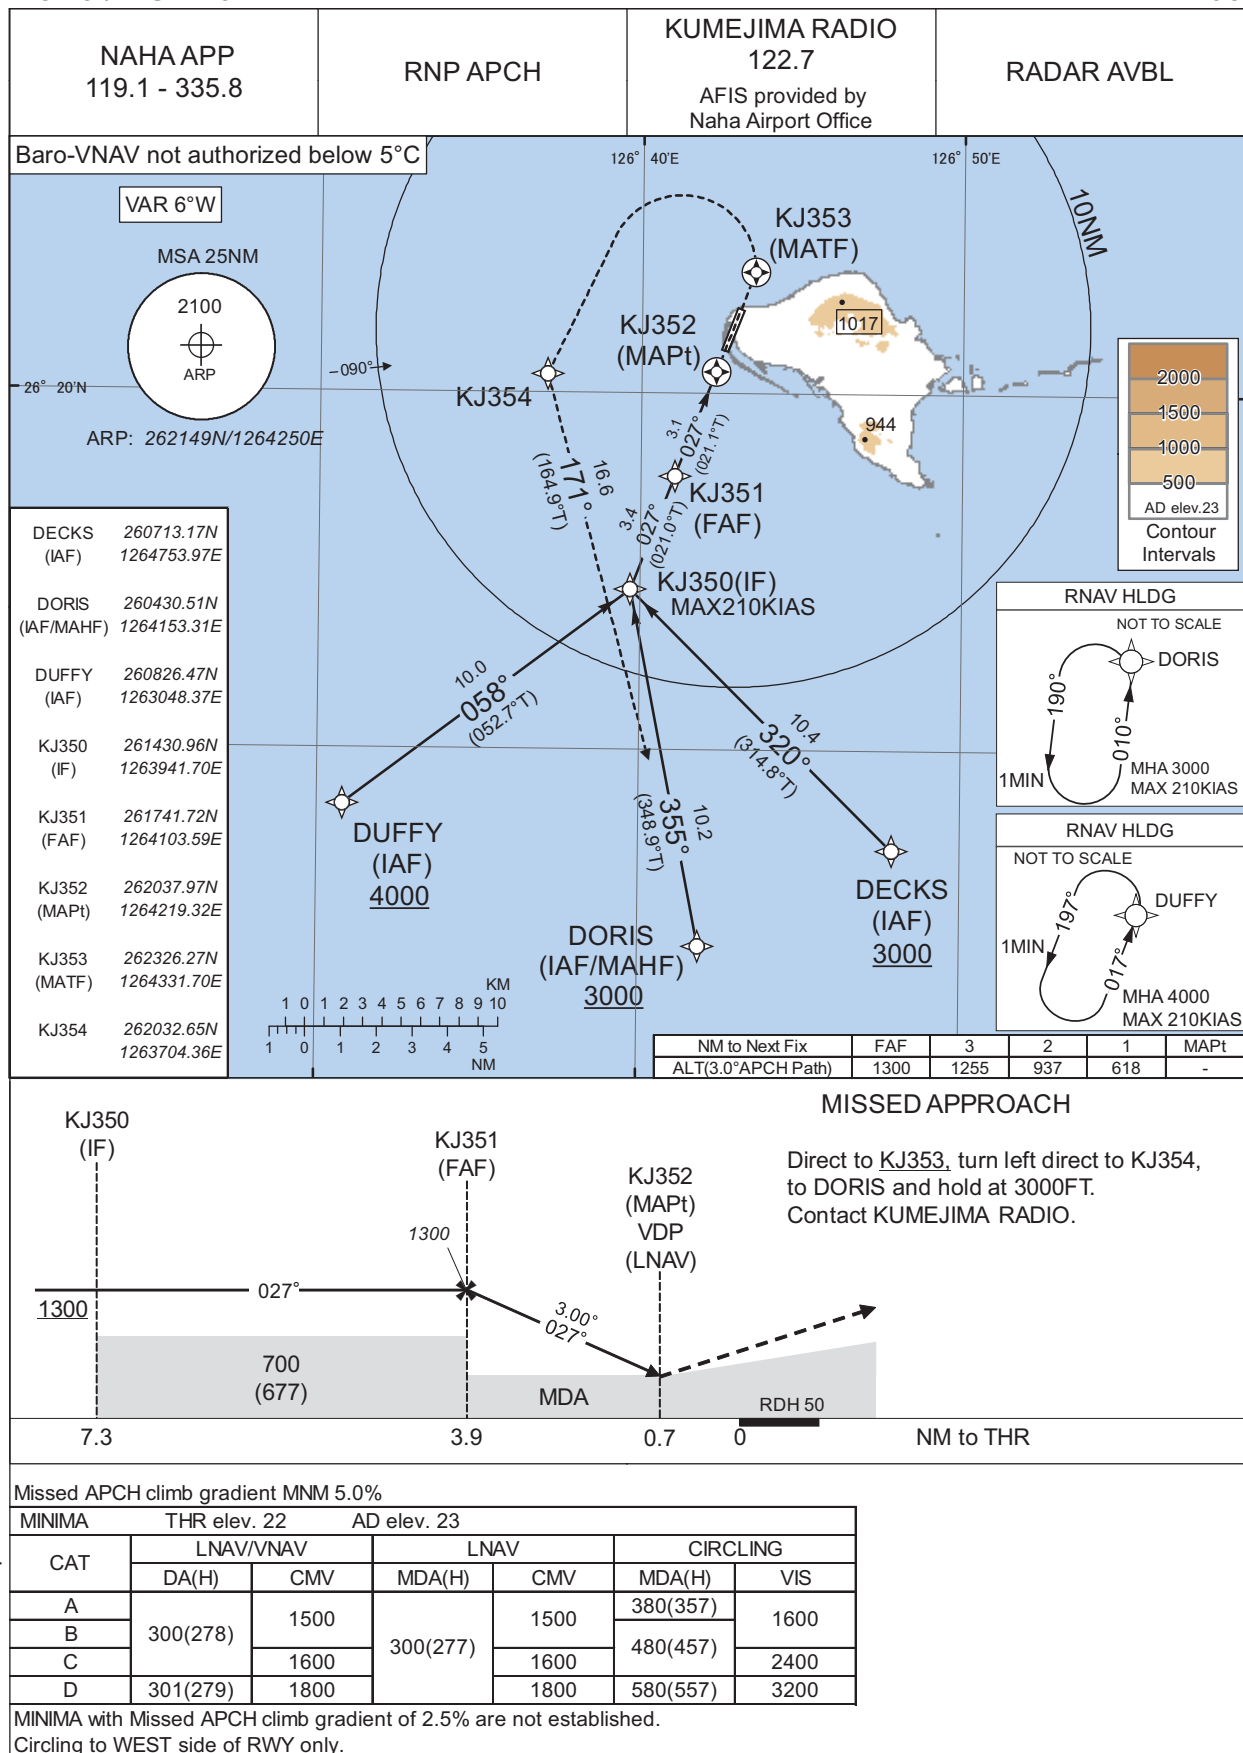 NAHA APP
119.1 - 335.8
RNP APCH
KUMEJIMA RADIO
122.7
AFIS provided by
Naha Airport Office
RADAR AVBL
Baro-VNAV not authorized below 5°C
126° 40'E
126° 50'E
VAR 6°W
10NM
MSA 25NM
2100
ARP
ARP: 262149N/1264250E
090°
26° 20'N
KJ353
(MATF)
KJ352
(MAPt)
KJ354
1017
944
3.1
027°
(021.1°T)
KJ351
(FAF)
16.6
171°
(164.9°T)
3.4
027°
(021.0°T)
KJ350(IF)
MAX210KIAS
2000
1500
1000
500
AD elev.23
Contour
Intervals
DECKS 260713.17N
(IAF) 1264753.97E
DORIS 260430.51N
(IAF/MAHF) 1264153.31E
DUFFY 260826.47N
(IAF) 1263048.37E
KJ350 261430.96N
(IF) 1263941.70E
KJ351 261741.72N
(FAF) 1264103.59E
KJ352 262037.97N
(MAPt) 1264219.32E
KJ353 262326.27N
(MATF) 1264331.70E
KJ354 262032.65N
1263704.36E
10.0
058°
(052.7°T)
10.4
320°
(314.8°T)
10.2
355°
(348.9°T)
DUFFY
(IAF)
4000
DORIS
(IAF/MAHF)
3000
DECKS
(IAF)
3000
RNAV HLDG
NOT TO SCALE
DORIS
190°
010°
1MIN
MHA 3000
MAX 210KIAS
RNAV HLDG
NOT TO SCALE
DUFFY
197°
017°
1MIN
MHA 4000
MAX 210KIAS
KM
1 0 1 2 3 4 5 6 7 8 9 10
1 0 1 2 3 4 5
NM
NM to Next Fix FAF 3 2 1 MAPt
ALT(3.0°APCH Path) 1300 1255 937 618 -
MISSED APPROACH
Direct to KJ353, turn left direct to KJ354,
to DORIS and hold at 3000FT.
Contact KUMEJIMA RADIO.
KJ350
(IF)
KJ351
(FAF)
KJ352
(MAPt)
VDP
(LNAV)
1300
027°
1300
3.00°
027°
700
(677)
MDA
RDH 50
7.3 3.9 0.7 0 NM to THR
Missed APCH climb gradient MNM 5.0%
MINIMA THR elev. 22 AD elev. 23
CAT LNAV/VNAV LNAV CIRCLING
DA(H) CMV MDA(H) CMV MDA(H) VIS
A 300(278) 1500 300(277) 1500 380(357) 1600
B 480(457)
C 1600 1600 2400
D 301(279) 1800 1800 580(557) 3200
MINIMA with Missed APCH climb gradient of 2.5% are not established.
Circling to WEST side of RWY only.